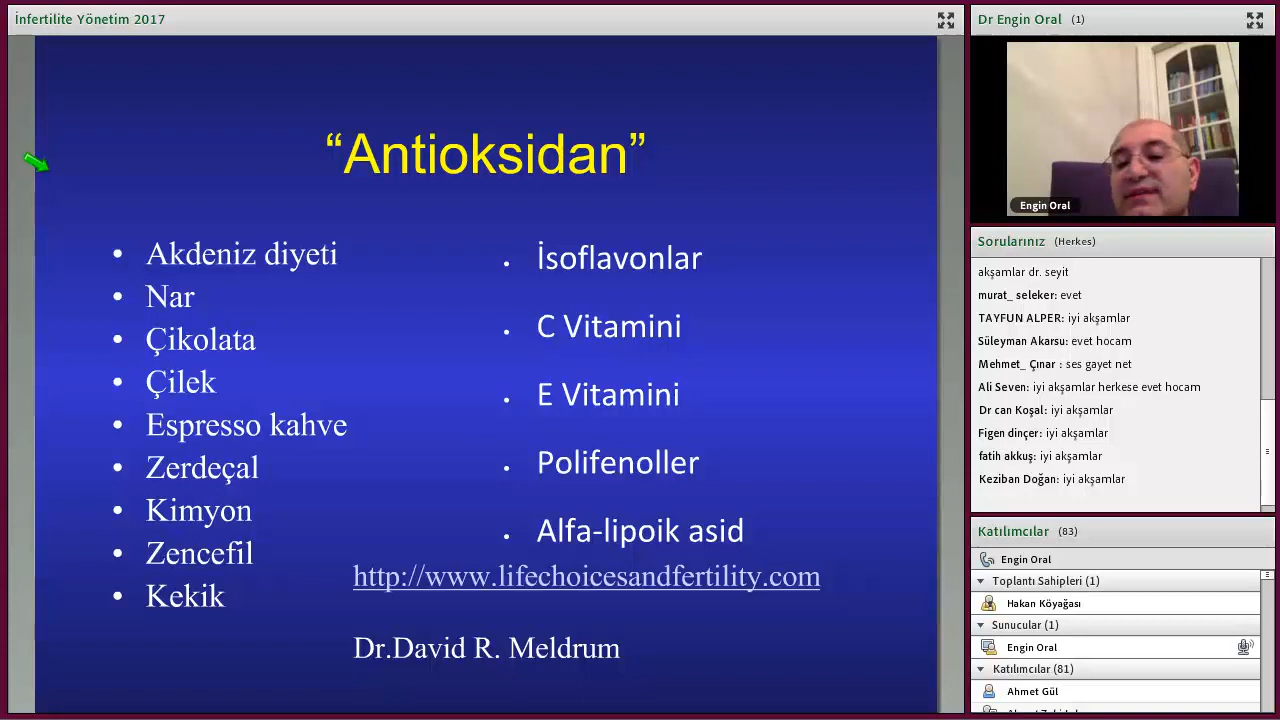 İnfertilite Yönetim 2017
“Antioksidan”
• Akdeniz diyeti
• Nar
• Çikolata
• Çilek
• Espresso kahve
• Zerdeçal
• Kimyon
• Zencefil
• Kekik
• İsoflavonlar
• C Vitamini
• E Vitamini
• Polifenoller
• Alfa-lipoik asid
http://www.lifechoicesandfertility.com
Dr.David R. Meldrum
Dr Engin Oral (1)
Engin Oral
Sorularınız (Herkes)
akşamlar dr. seyit
murat_ seleker: evet
TAYFUN ALPER: iyi akşamlar
Süleyman Akarsu: evet hocam
Mehmet_ Çınar : ses gayet net
Ali Seven: iyi akşamlar herkese evet hocam
Dr can Koşal: iyi akşamlar
Figen dinçer: iyi akşamlar
fatih akkuş: iyi akşamlar
Keziban Doğan: iyi akşamlar
Katılımcılar (83)
Engin Oral
Toplantı Sahipleri (1)
Hakan Köyağası
Sunucular (1)
Engin Oral
Katılımcılar (81)
Ahmet Gül